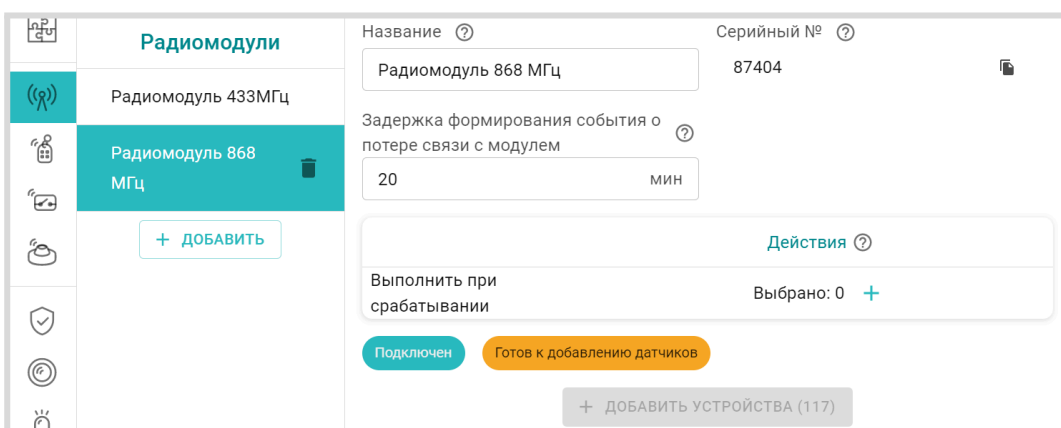 Радиомодули
Радиомодуль 433МГц
Радиомодуль 868
МГц
+ ДОБАВИТЬ
Название
Серийный №
Радиомодуль 868 МГц
87404
Задержка формирования события о
потере связи с модулем
20 мин
Действия
Выполнить при
срабатывании
Выбрано: 0 +
Подключен
Готов к добавлению датчиков
+ ДОБАВИТЬ УСТРОЙСТВА (117)